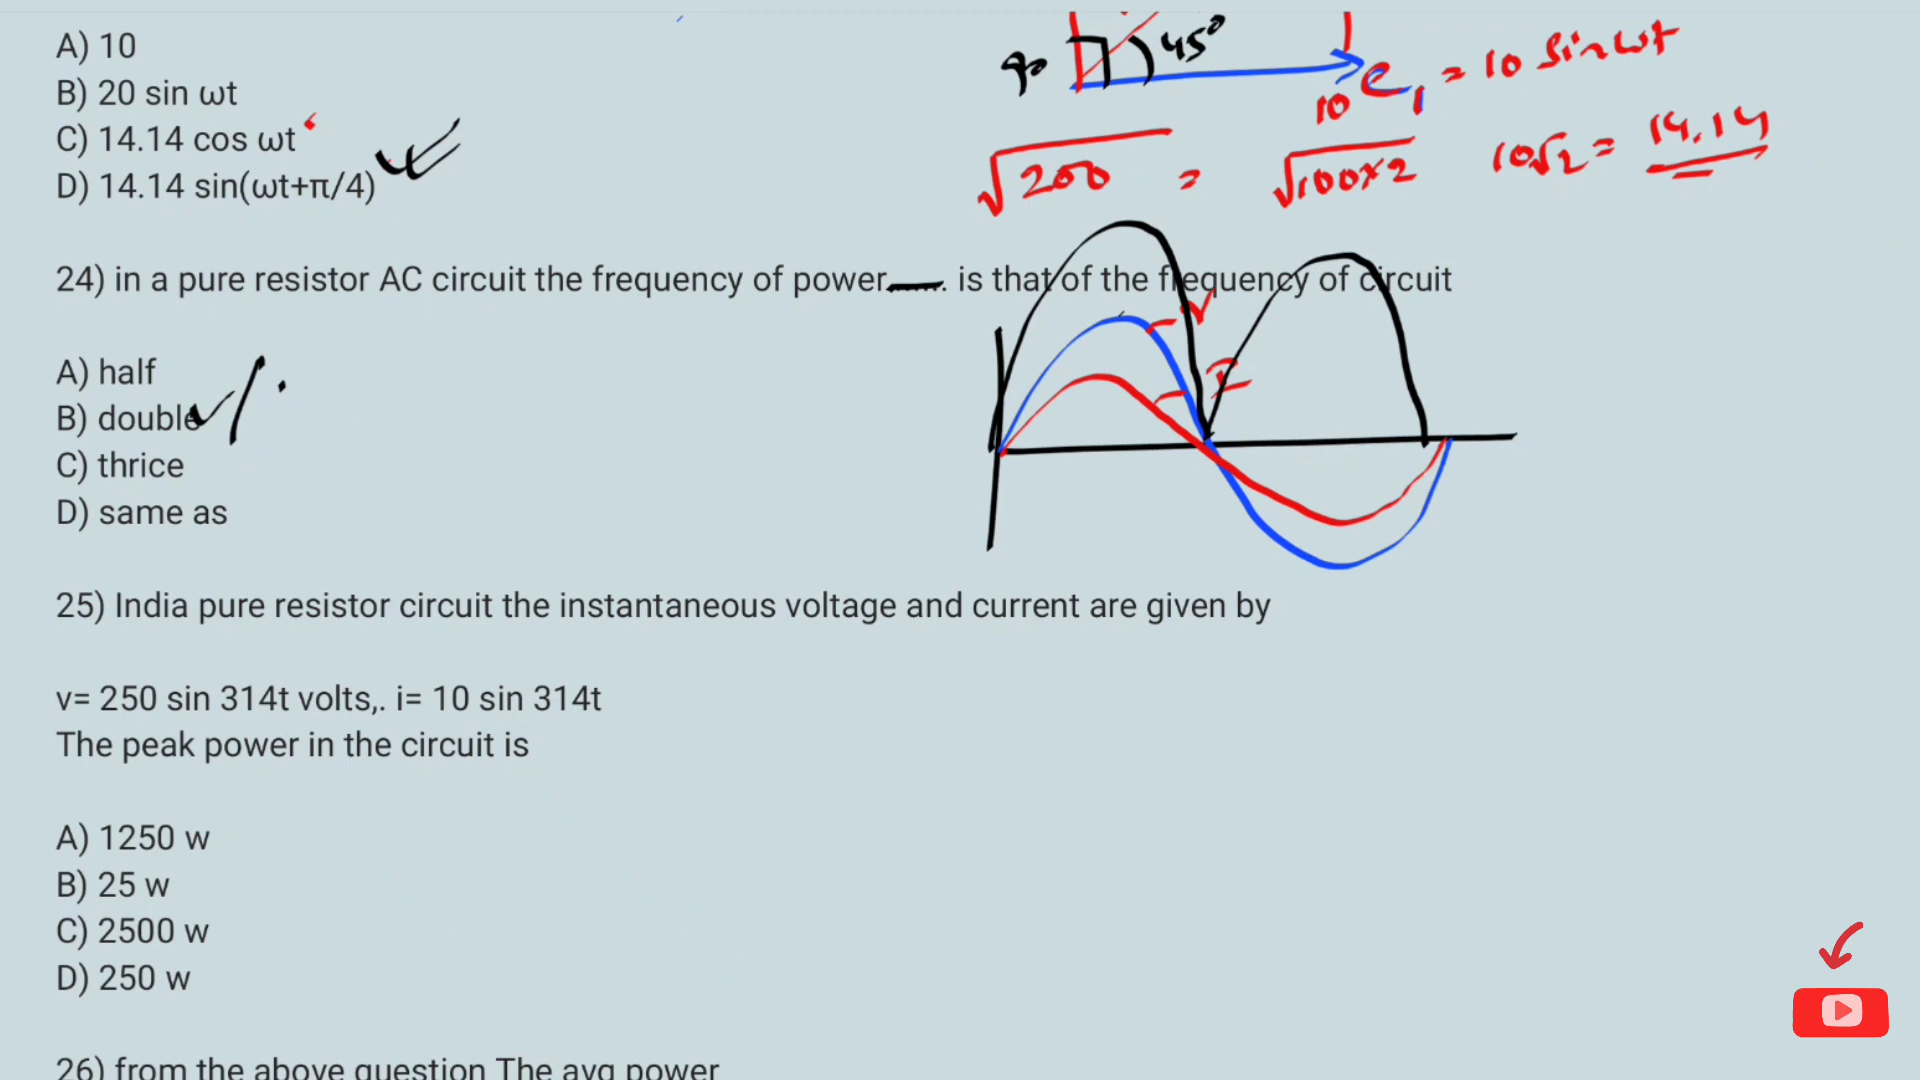 A) 10
B) 20 sin ωt
C) 14.14 cos ωt
D) 14.14 sin(ωt+π/4)
90 45°
10 e₁ = 10 sin ωt
√200 = √100×2 10√2 = 14.14
24) in a pure resistor AC circuit the frequency of power....... is that of the frequency of circuit
V
I
A) half
B) double
C) thrice
D) same as
25) India pure resistor circuit the instantaneous voltage and current are given by
v= 250 sin 314t volts,. i= 10 sin 314t
The peak power in the circuit is
A) 1250 w
B) 25 w
C) 2500 w
D) 250 w
26) from the above question The avg power